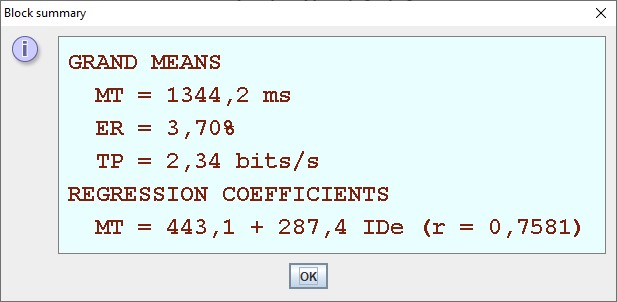 Block summary
GRAND MEANS
MT = 1344,2 ms
ER = 3,70%
TP = 2,34 bits/s
REGRESSION COEFFICIENTS
MT = 443,1 + 287,4 IDe (r = 0,7581)
OK